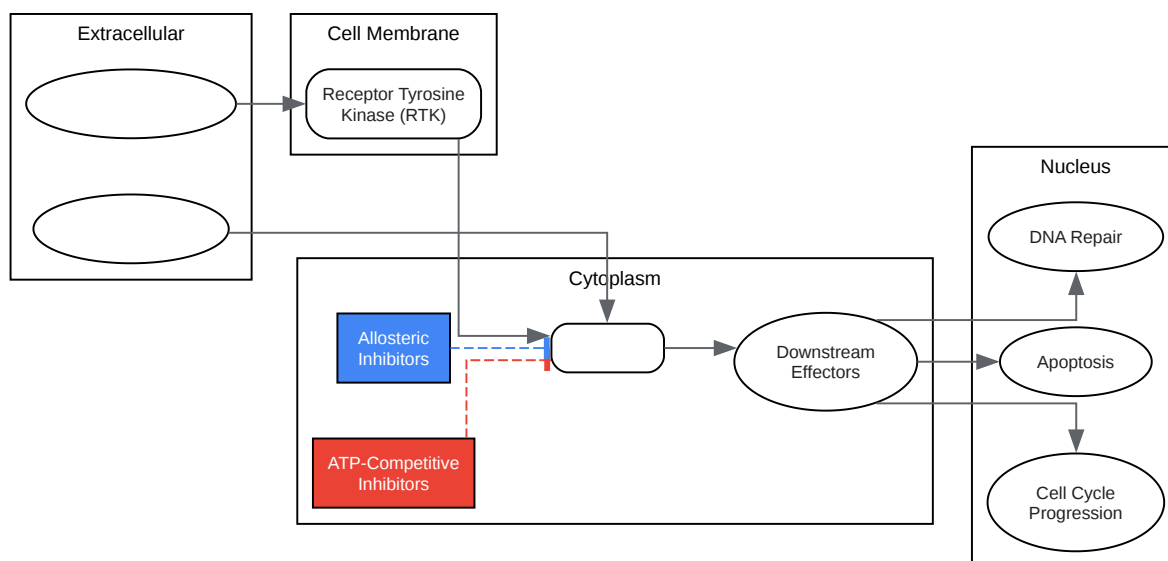 Extracellular
Cell Membrane
Receptor Tyrosine
Kinase (RTK)
Nucleus
DNA Repair
Cytoplasm
Allosteric
Inhibitors
Downstream
Effectors
Apoptosis
ATP-Competitive
Inhibitors
Cell Cycle
Progression